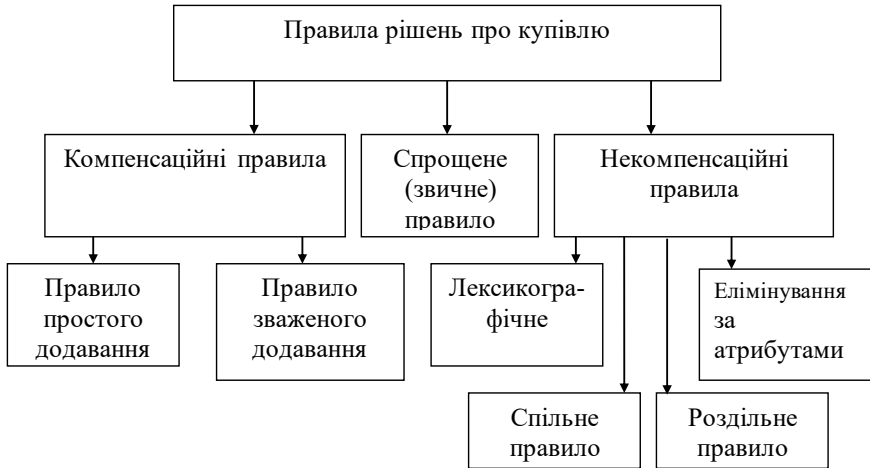 Правила рішень про купівлю
Компенсаційні правила
Спрощене
(звичне)
правило
Некомпенсаційні
правила
Правило
простого
додавання
Правило
зваженого
додавання
Лексикогра-
фічне
Елімінування
за
атрибутами
Спільне
правило
Роздільне
правило